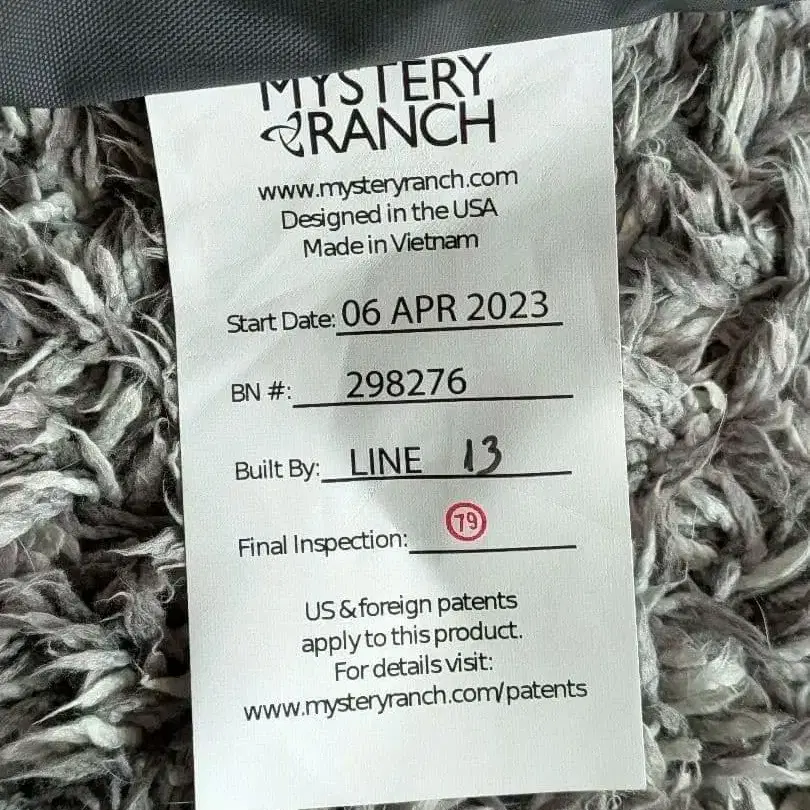 MYSTERY
RANCH
www.mysteryranch.com
Designed in the USA
Made in Vietnam
Start Date: 06 APR 2023
BN #: 298276
Built By: LINE 13
Final Inspection: 79
US & foreign patents
apply to this product.
For details visit:
www.mysteryranch.com/patents